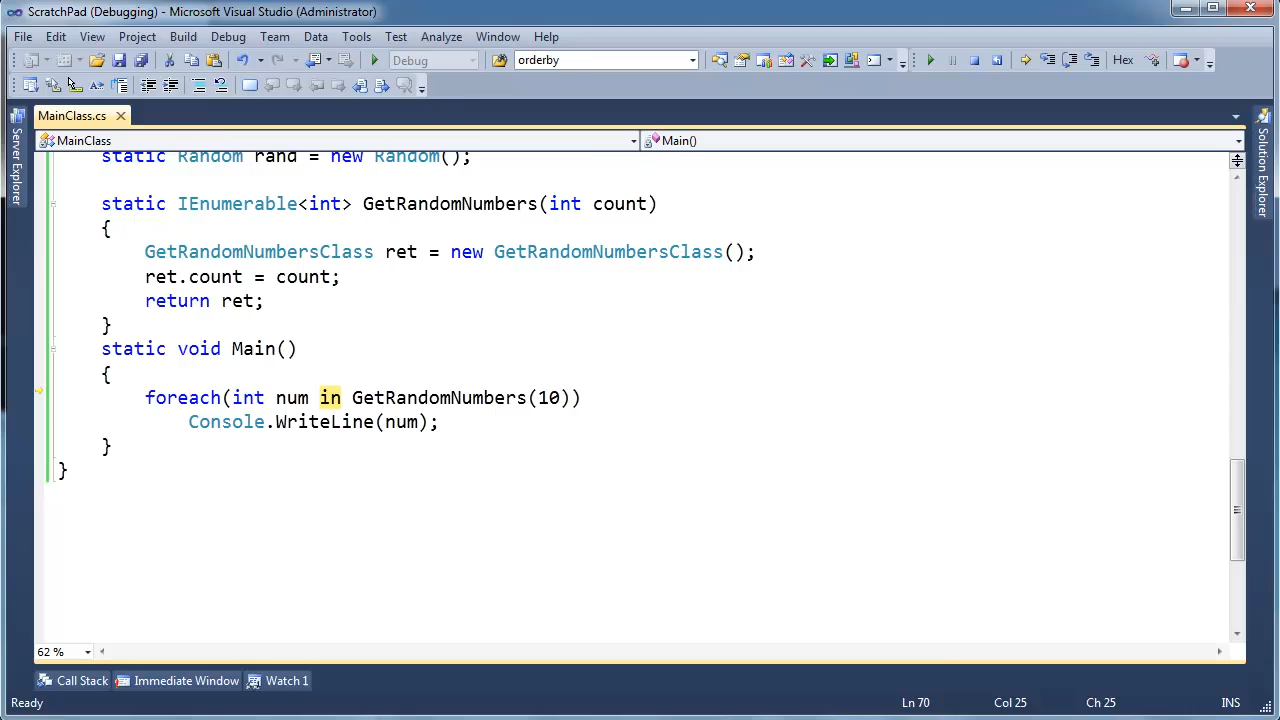 ScratchPad (Debugging) - Microsoft Visual Studio (Administrator)
File Edit View Project Build Debug Team Data Tools Test Analyze Window Help
Debug orderby Hex
MainClass.cs
MainClass Main()
static Random rand = new Random();
static IEnumerable<int> GetRandomNumbers(int count)
{
GetRandomNumbersClass ret = new GetRandomNumbersClass();
ret.count = count;
return ret;
}
static void Main()
{
foreach(int num in GetRandomNumbers(10))
Console.WriteLine(num);
}
}
Server Explorer
Solution Explorer
62 %
Call Stack Immediate Window Watch 1
Ready Ln 70 Col 25 Ch 25 INS